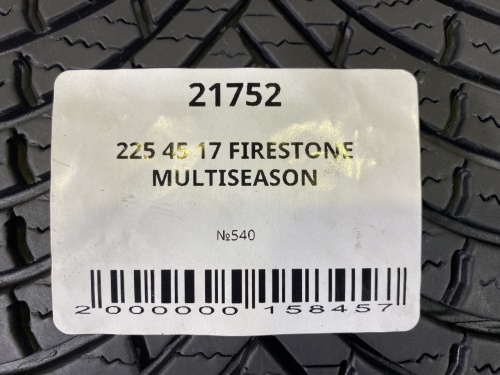 21752
225 45 17 FIRESTONE
MULTISEASON
№540
2 000000 158457